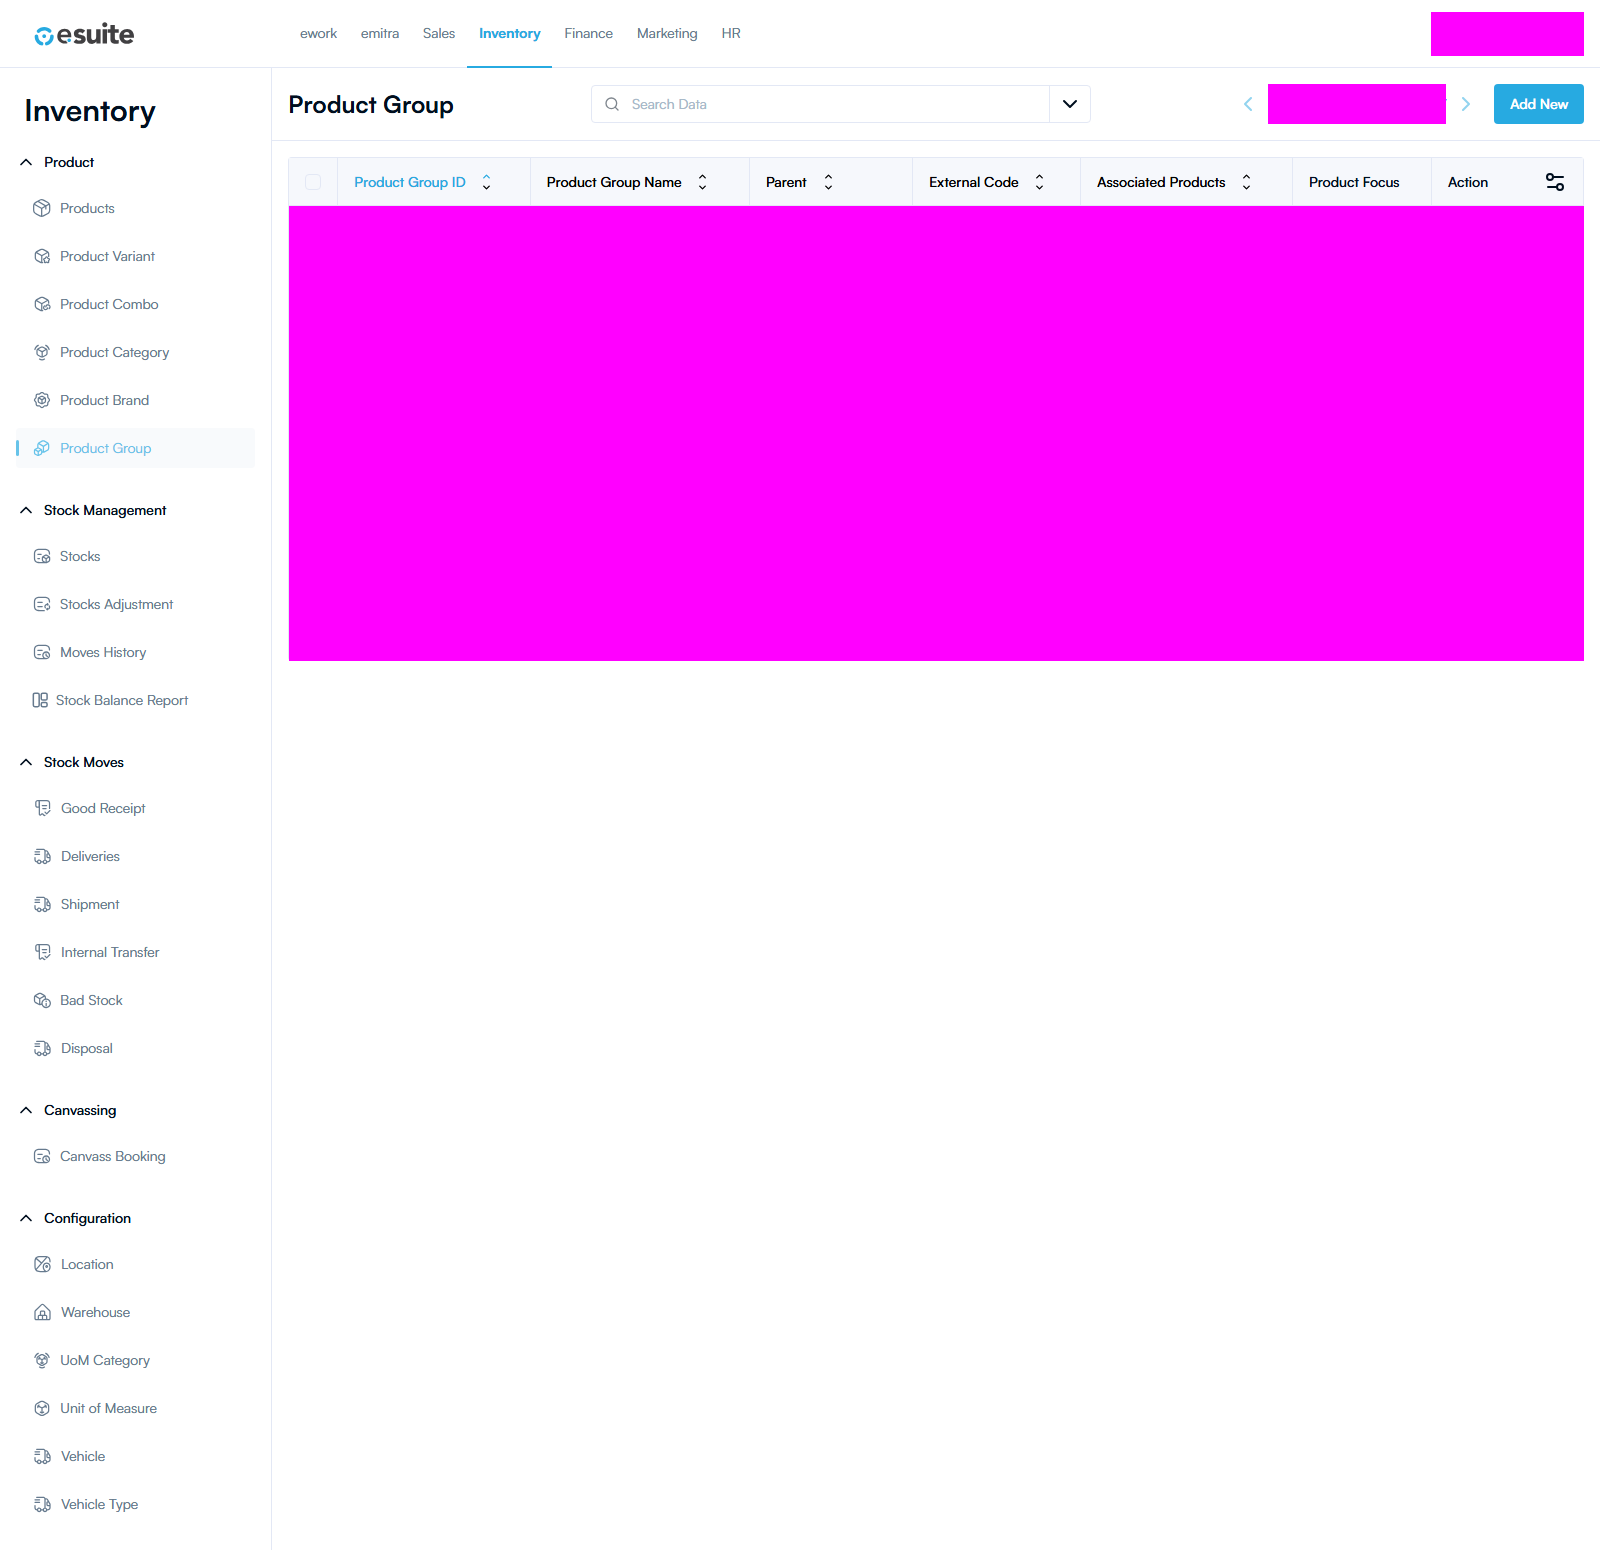 esuite
ework emitra Sales Inventory Finance Marketing HR
Inventory
Product
Products
Product Variant
Product Combo
Product Category
Product Brand
Product Group
Stock Management
Stocks
Stocks Adjustment
Moves History
Stock Balance Report
Stock Moves
Good Receipt
Deliveries
Shipment
Internal Transfer
Bad Stock
Disposal
Canvassing
Canvass Booking
Configuration
Location
Warehouse
UoM Category
Unit of Measure
Vehicle
Vehicle Type
Product Group
Search Data
Add New
Product Group ID Product Group Name Parent External Code Associated Products Product Focus Action